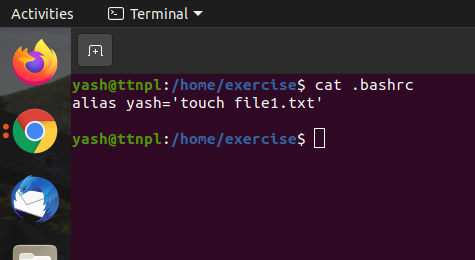 Activities Terminal
yash@ttnpl:/home/exercise$ cat .bashrc
alias yash='touch file1.txt'
yash@ttnpl:/home/exercise$